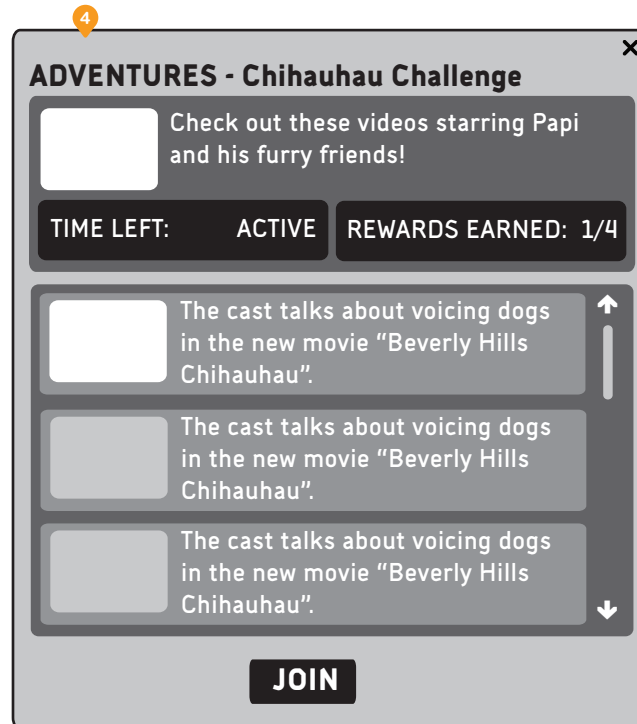 4
ADVENTURES - Chihauhau Challenge
Check out these videos starring Papi
and his furry friends!
TIME LEFT: ACTIVE
REWARDS EARNED: 1/4
The cast talks about voicing dogs
in the new movie "Beverly Hills
Chihauhau".
The cast talks about voicing dogs
in the new movie "Beverly Hills
Chihauhau".
The cast talks about voicing dogs
in the new movie "Beverly Hills
Chihauhau".
JOIN